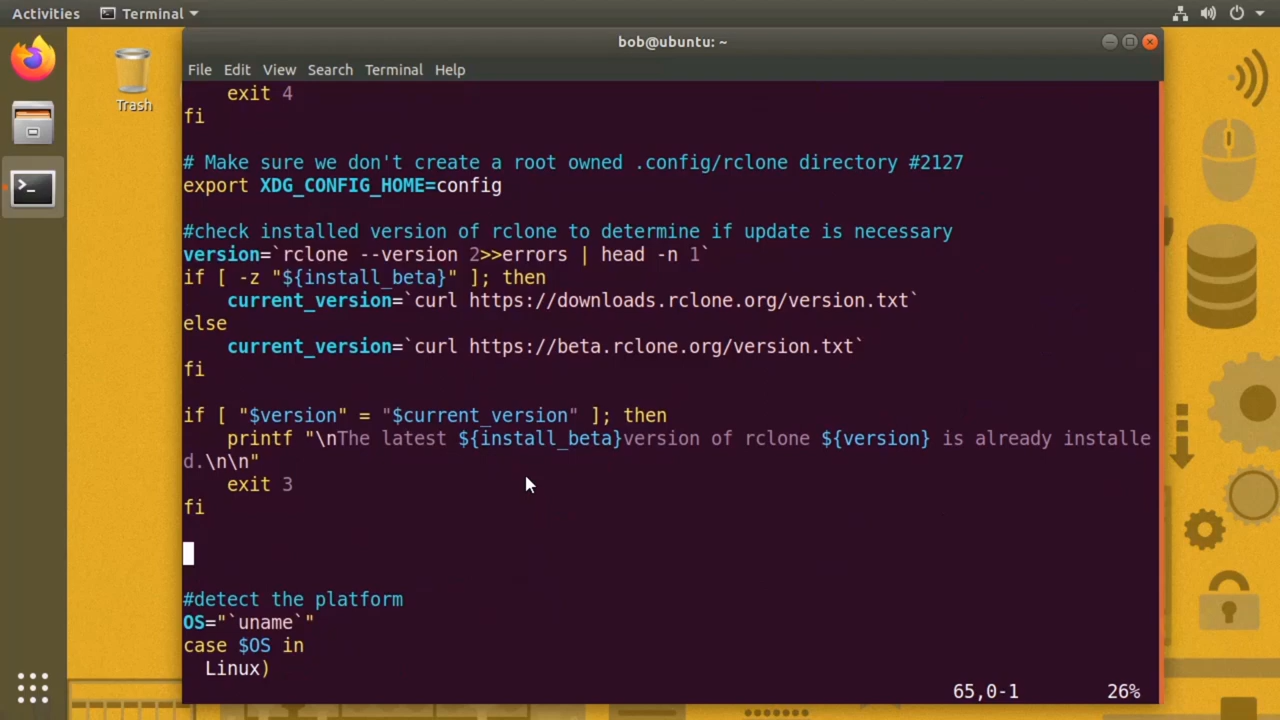 Activities
Terminal
bob@ubuntu: ~
Trash
File Edit View Search Terminal Help
    exit 4
fi
# Make sure we don't create a root owned .config/rclone directory #2127
export XDG_CONFIG_HOME=config
#check installed version of rclone to determine if update is necessary
version=`rclone --version 2>>errors | head -n 1`
if [ -z "${install_beta}" ]; then
    current_version=`curl https://downloads.rclone.org/version.txt`
else
    current_version=`curl https://beta.rclone.org/version.txt`
fi
if [ "$version" = "$current_version" ]; then
    printf "\nThe latest ${install_beta}version of rclone ${version} is already installe
d.\n\n"
    exit 3
fi
#detect the platform
OS="`uname`"
case $OS in
  Linux)
65,0-1
26%